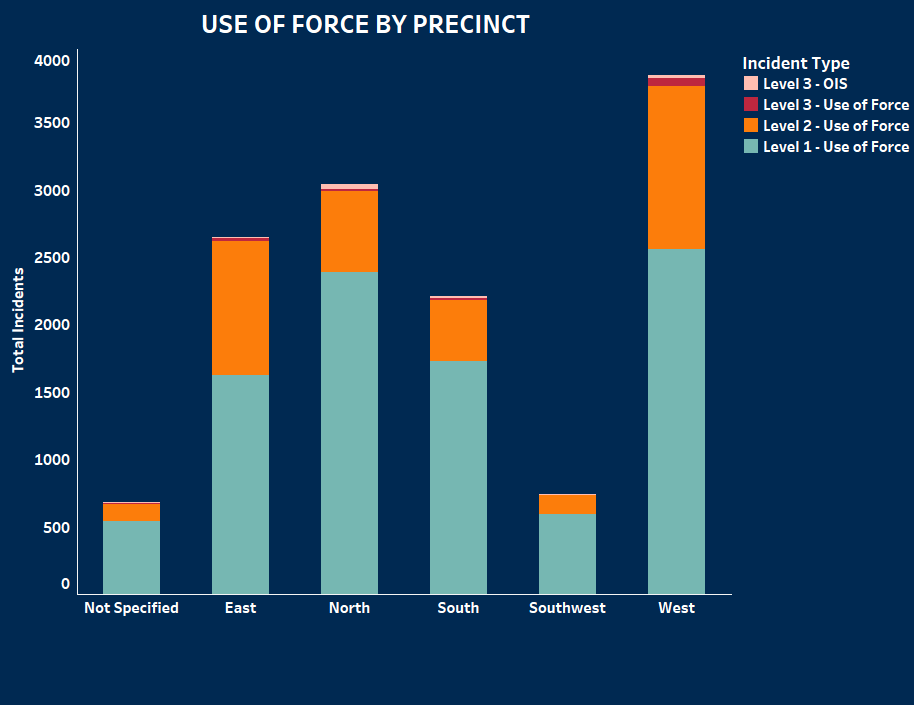 USE OF FORCE BY PRECINCT
Incident Type
Level 3 - OIS
Level 3 - Use of Force
Level 2 - Use of Force
Level 1 - Use of Force
Total Incidents
4000
3500
3000
2500
2000
1500
1000
500
0
Not Specified
East
North
South
Southwest
West